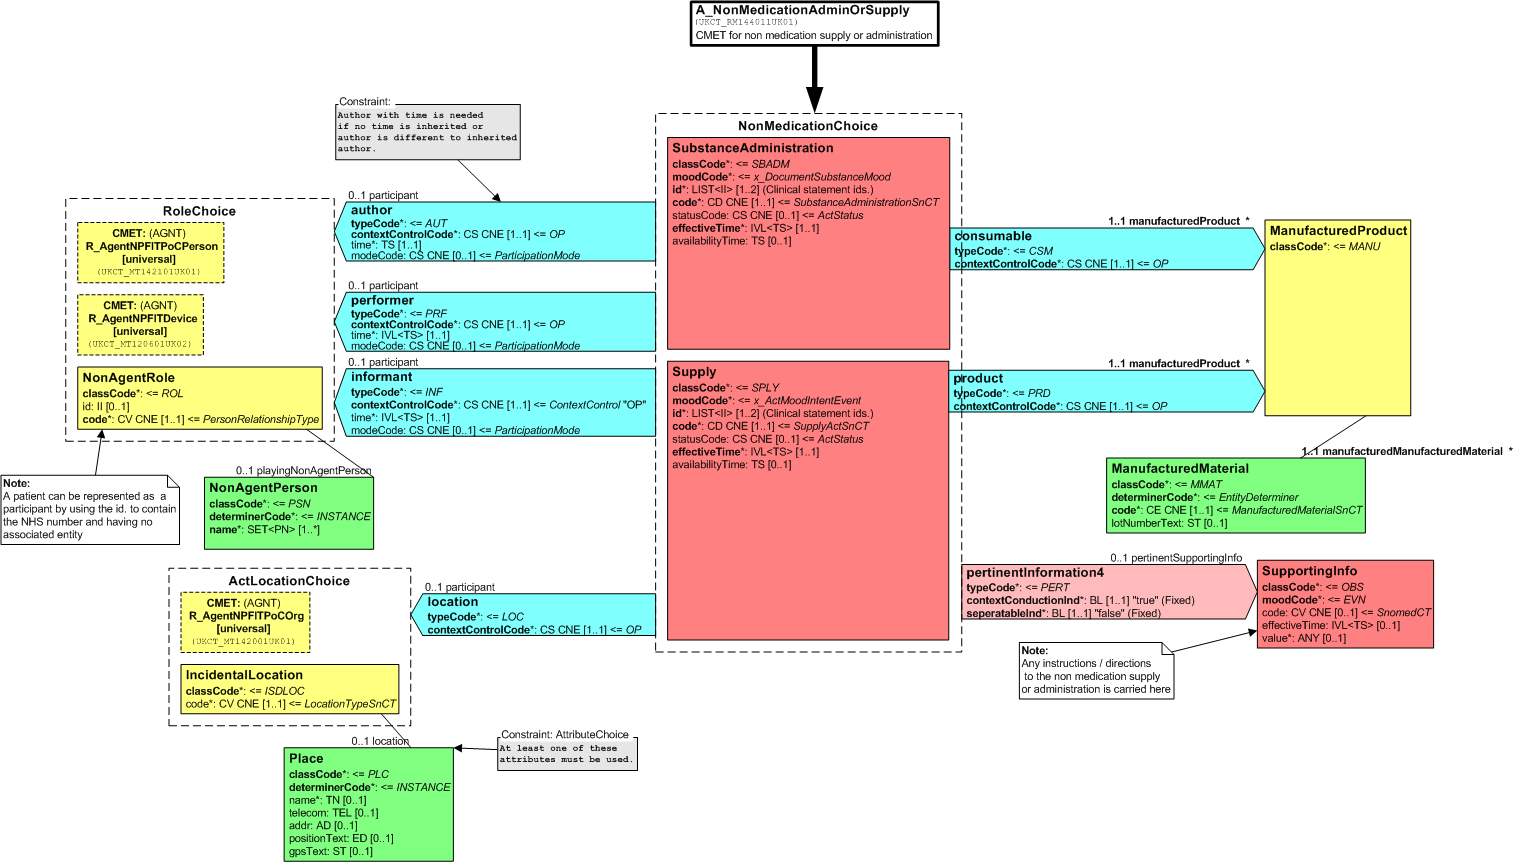 A_NonMedicationAdminOrSupply
(UKCT_RM144011UK01)
CMET for non medication supply or administration
Constraint:
Author with time is needed
if no time is inherited or
author is different to inherited
author.
NonMedicationChoice
SubstanceAdministration
classCode*: <= SBADM
moodCode*: <= x_DocumentSubstanceMood
id*: LIST<II> [1..2] (Clinical statement ids.)
code*: CD CNE [1..1] <= SubstanceAdministrationSnCT
statusCode: CS CNE [0..1] <= ActStatus
effectiveTime*: IVL<TS> [1..1]
availabilityTime: TS [0..1]
Supply
classCode*: <= SPLY
moodCode*: <= x_ActMoodIntentEvent
id*: LIST<II> [1..2] (Clinical statement ids.)
code*: CD CNE [1..1] <= SupplyActSnCT
statusCode: CS CNE [0..1] <= ActStatus
effectiveTime*: IVL<TS> [1..1]
availabilityTime: TS [0..1]
RoleChoice
CMET: (AGNT)
R_AgentNPFITPoCPerson
[universal]
(UKCT_MT142101UK01)
CMET: (AGNT)
R_AgentNPFITDevice
[universal]
(UKCT_MT120601UK02)
NonAgentRole
classCode*: <= ROL
id: II [0..1]
code*: CV CNE [1..1] <= PersonRelationshipType
0..1 participant
author
typeCode*: <= AUT
contextControlCode*: CS CNE [1..1] <= OP
time*: TS [1..1]
modeCode: CS CNE [0..1] <= ParticipationMode
0..1 participant
performer
typeCode*: <= PRF
contextControlCode*: CS CNE [1..1] <= OP
time*: IVL<TS> [1..1]
modeCode: CS CNE [0..1] <= ParticipationMode
0..1 participant
informant
typeCode*: <= INF
contextControlCode*: CS CNE [1..1] <= ContextControl "OP"
time*: IVL<TS> [1..1]
modeCode: CS CNE [0..1] <= ParticipationMode
1..1 manufacturedProduct *
consumable
typeCode*: <= CSM
contextControlCode*: CS CNE [1..1] <= OP
ManufacturedProduct
classCode*: <= MANU
1..1 manufacturedProduct *
product
typeCode*: <= PRD
contextControlCode*: CS CNE [1..1] <= OP
1..1 manufacturedManufacturedMaterial *
ManufacturedMaterial
classCode*: <= MMAT
determinerCode*: <= EntityDeterminer
code*: CE CNE [1..1] <= ManufacturedMaterialSnCT
lotNumberText: ST [0..1]
Note:
A patient can be represented as a
participant by using the id. to contain
the NHS number and having no
associated entity
0..1 playingNonAgentPerson
NonAgentPerson
classCode*: <= PSN
determinerCode*: <= INSTANCE
name*: SET<PN> [1..*]
ActLocationChoice
CMET: (AGNT)
R_AgentNPFITPoCOrg
[universal]
(UKCT_MT142001UK01)
IncidentalLocation
classCode*: <= ISDLOC
code*: CV CNE [1..1] <= LocationTypeSnCT
0..1 participant
location
typeCode*: <= LOC
contextControlCode*: CS CNE [1..1] <= OP
0..1 pertinentSupportingInfo
pertinentInformation4
typeCode*: <= PERT
contextConductionInd*: BL [1..1] "true" (Fixed)
seperatableInd*: BL [1..1] "false" (Fixed)
SupportingInfo
classCode*: <= OBS
moodCode*: <= EVN
code: CV CNE [0..1] <= SnomedCT
effectiveTime: IVL<TS> [0..1]
value*: ANY [0..1]
Note:
Any instructions / directions
to the non medication supply
or administration is carried here
0..1 location
Place
classCode*: <= PLC
determinerCode*: <= INSTANCE
name*: TN [0..1]
telecom: TEL [0..1]
addr: AD [0..1]
positionText: ED [0..1]
gpsText: ST [0..1]
Constraint: AttributeChoice
At least one of these
attributes must be used.